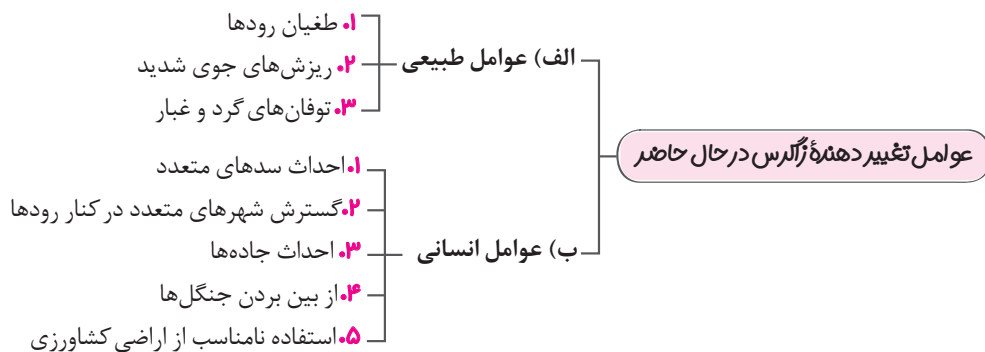 عوامل تغییر دهندۀ زاگرس در حال حاضر
الف) عوامل طبیعی
۱. طغیان رودها
۲. ریزش‌های جوی شدید
۳. توفان‌های گرد و غبار
ب) عوامل انسانی
۱. احداث سدهای متعدد
۲. گسترش شهرهای متعدد در کنار رودها
۳. احداث جاده‌ها
۴. از بین بردن جنگل‌ها
۵. استفاده نامناسب از اراضی کشاورزی